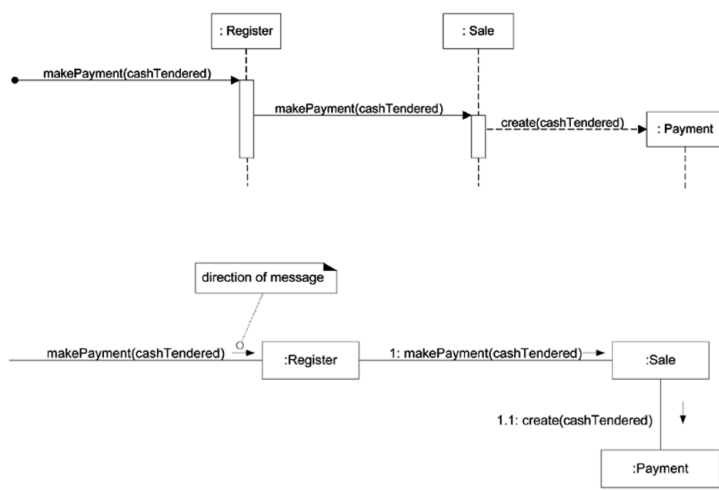 : Register
: Sale
makePayment(cashTendered)
makePayment(cashTendered)
create(cashTendered)
: Payment
direction of message
makePayment(cashTendered)
:Register
1: makePayment(cashTendered)
:Sale
1.1: create(cashTendered)
:Payment